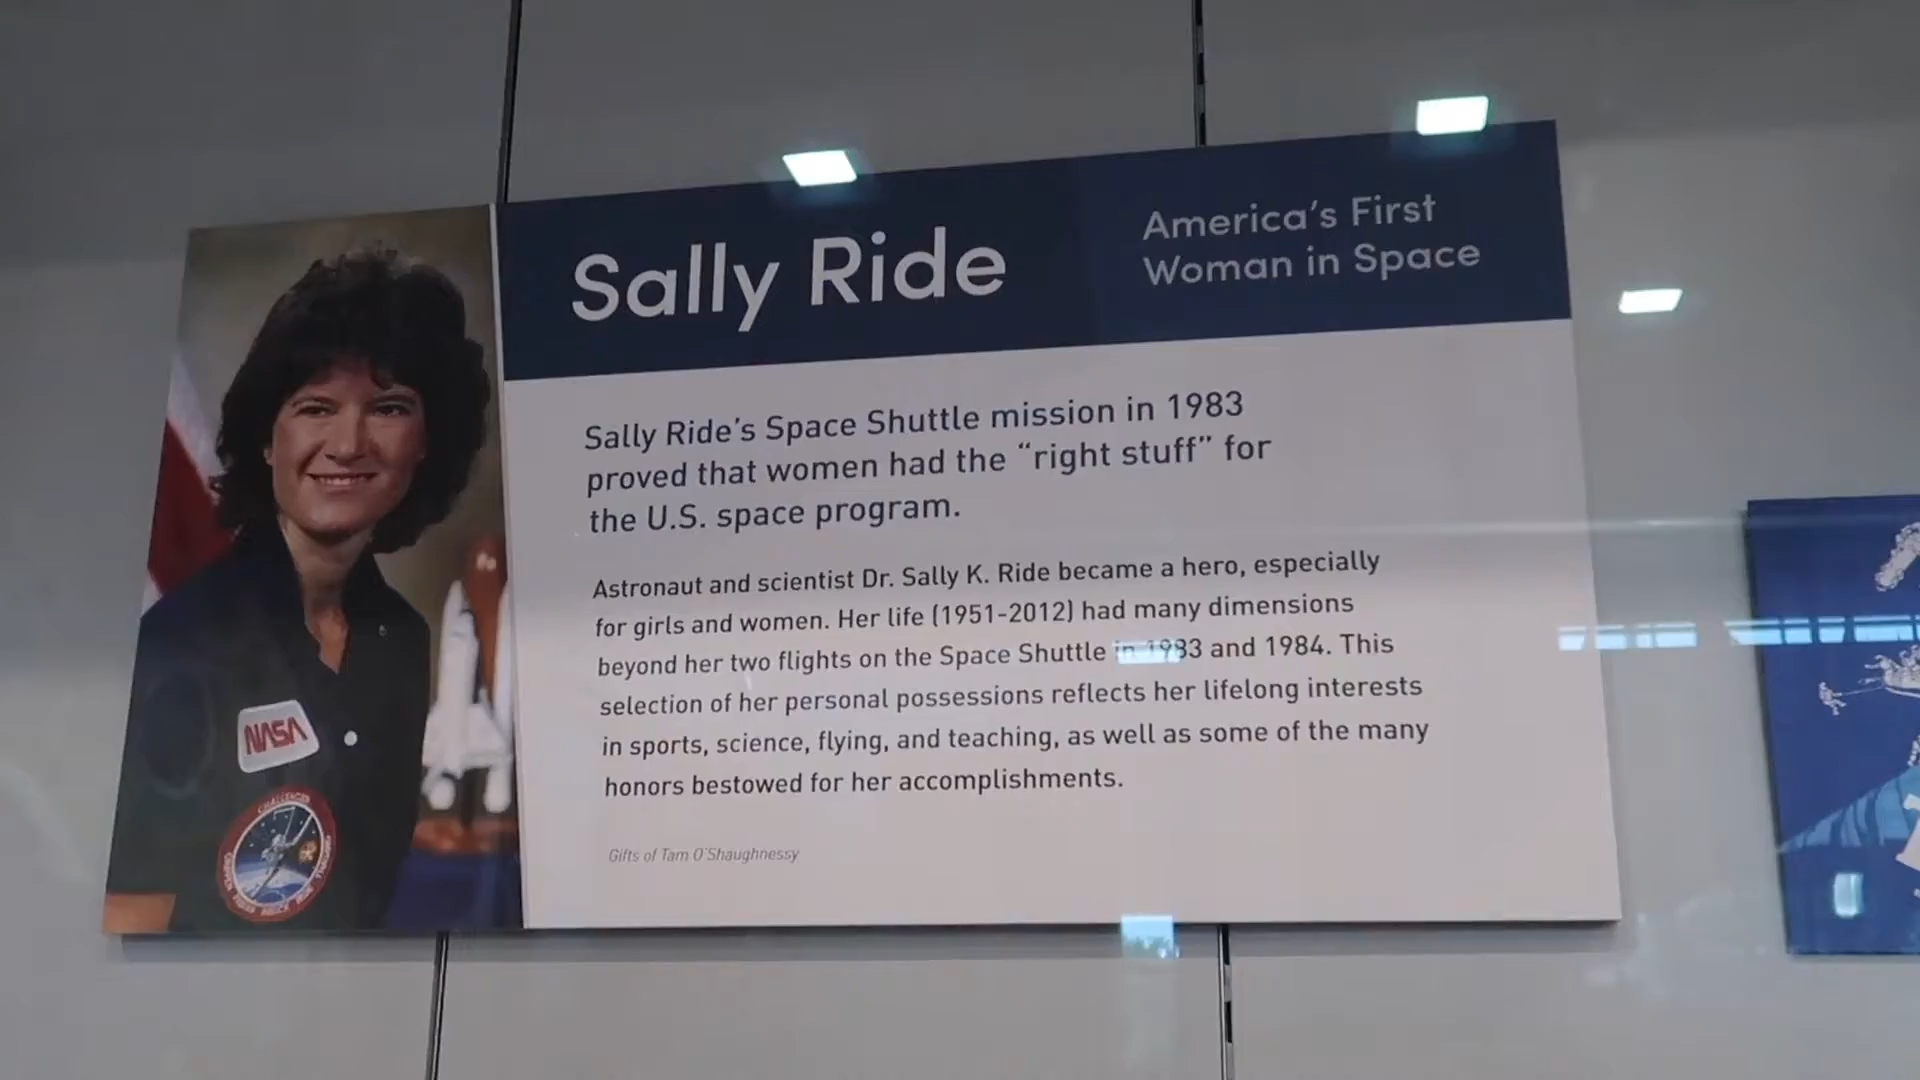 Sally Ride
America's First
Woman in Space
Sally Ride's Space Shuttle mission in 1983
proved that women had the “right stuff” for
the U.S. space program.
Astronaut and scientist Dr. Sally K. Ride became a hero, especially
for girls and women. Her life (1951-2012) had many dimensions
beyond her two flights on the Space Shuttle in 1983 and 1984. This
selection of her personal possessions reflects her lifelong interests
in sports, science, flying, and teaching, as well as some of the many
honors bestowed for her accomplishments.
Gifts of Tam O'Shaughnessy
NASA
CHALLENGER